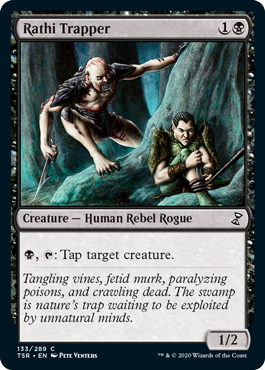 Rathi Trapper 1
Creature — Human Rebel Rogue
, : Tap target creature.
Tangling vines, fetid murk, paralyzing
poisons, and crawling dead. The swamp
is nature's trap waiting to be exploited
by unnatural minds.
1/2
133/289 C
TSR • EN Pete Venters
™ & © 2020 Wizards of the Coast